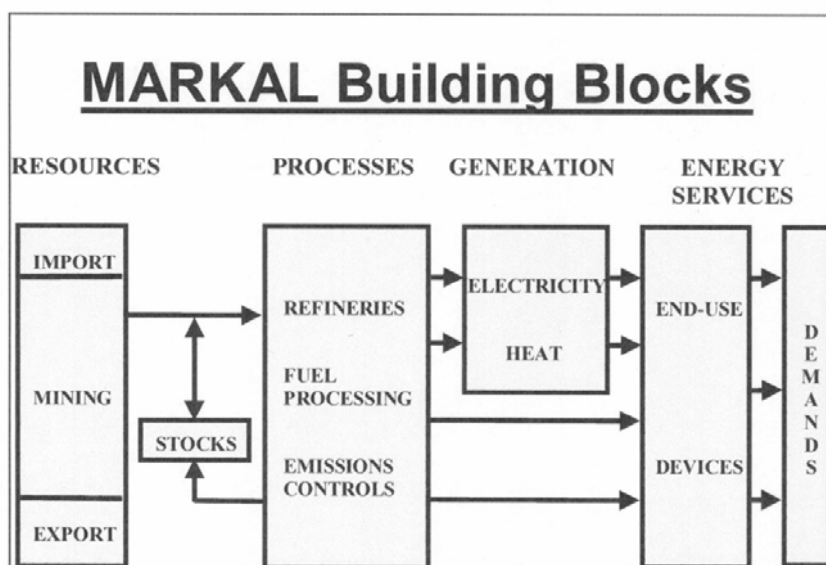 MARKAL Building Blocks
RESOURCES
PROCESSES
GENERATION
ENERGY
SERVICES
IMPORT
MINING
EXPORT
STOCKS
REFINERIES
FUEL
PROCESSING
EMISSIONS
CONTROLS
ELECTRICITY
HEAT
END-USE
DEVICES
DEMANDS